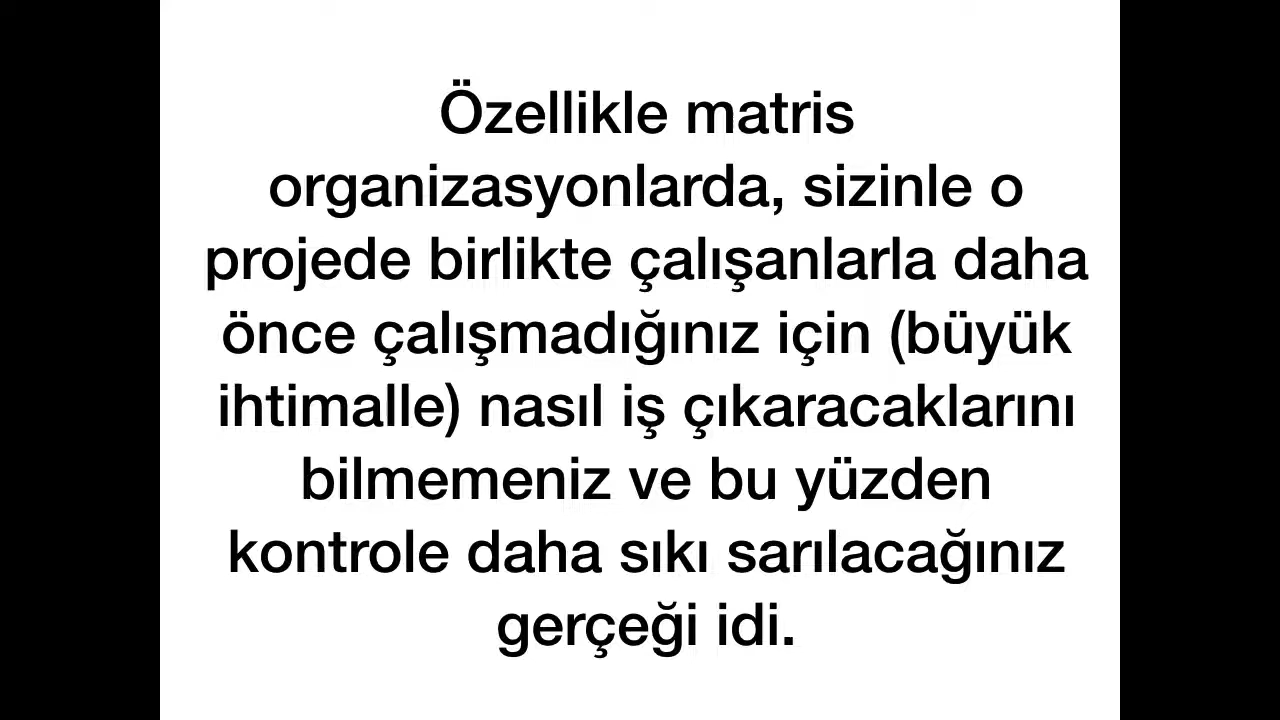 Özellikle matris
organizasyonlarda, sizinle o
projede birlikte çalışanlarla daha
önce çalışmadığınız için (büyük
ihtimalle) nasıl iş çıkaracaklarını
bilmemeniz ve bu yüzden
kontrole daha sıkı sarılacağınız
gerçeği idi.